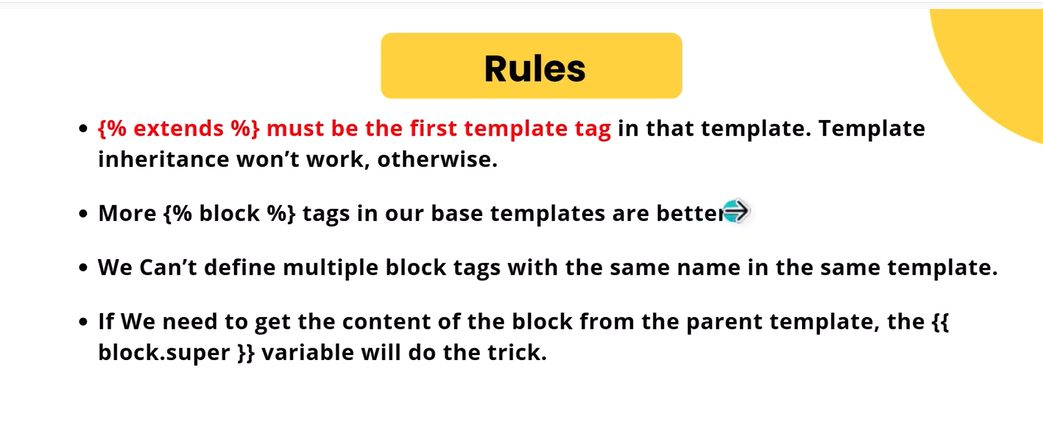 Rules
• {% extends %} must be the first template tag in that template. Template
inheritance won’t work, otherwise.
• More {% block %} tags in our base templates are better
• We Can’t define multiple block tags with the same name in the same template.
• If We need to get the content of the block from the parent template, the {{
block.super }} variable will do the trick.